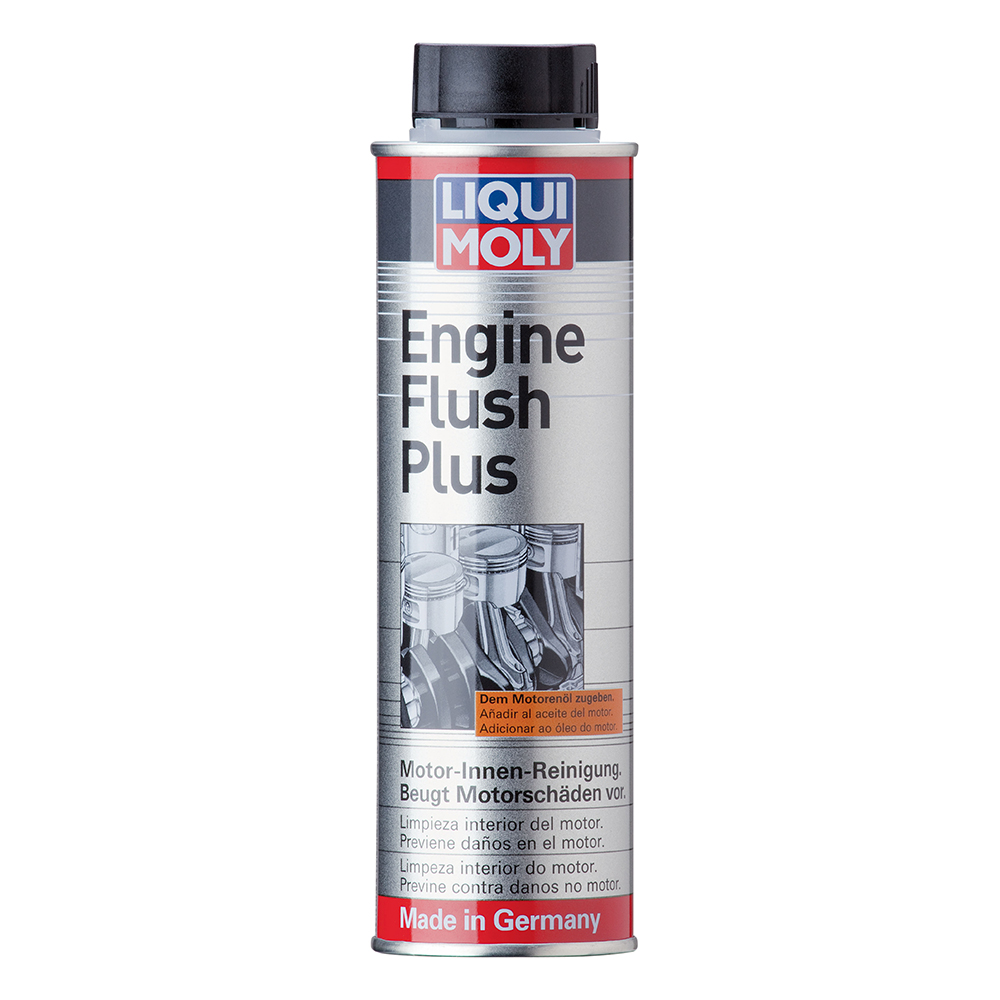 LIQUI
MOLY
Engine
Flush
Plus
Dem Motorenöl zugeben.
Añadir al aceite del motor.
Adicionar ao óleo do motor.
Motor-Innen-Reinigung.
Beugt Motorschäden vor.
Limpieza interior del motor.
Previene daños en el motor.
Limpeza interior do motor.
Previne contra danos no motor.
Made in Germany